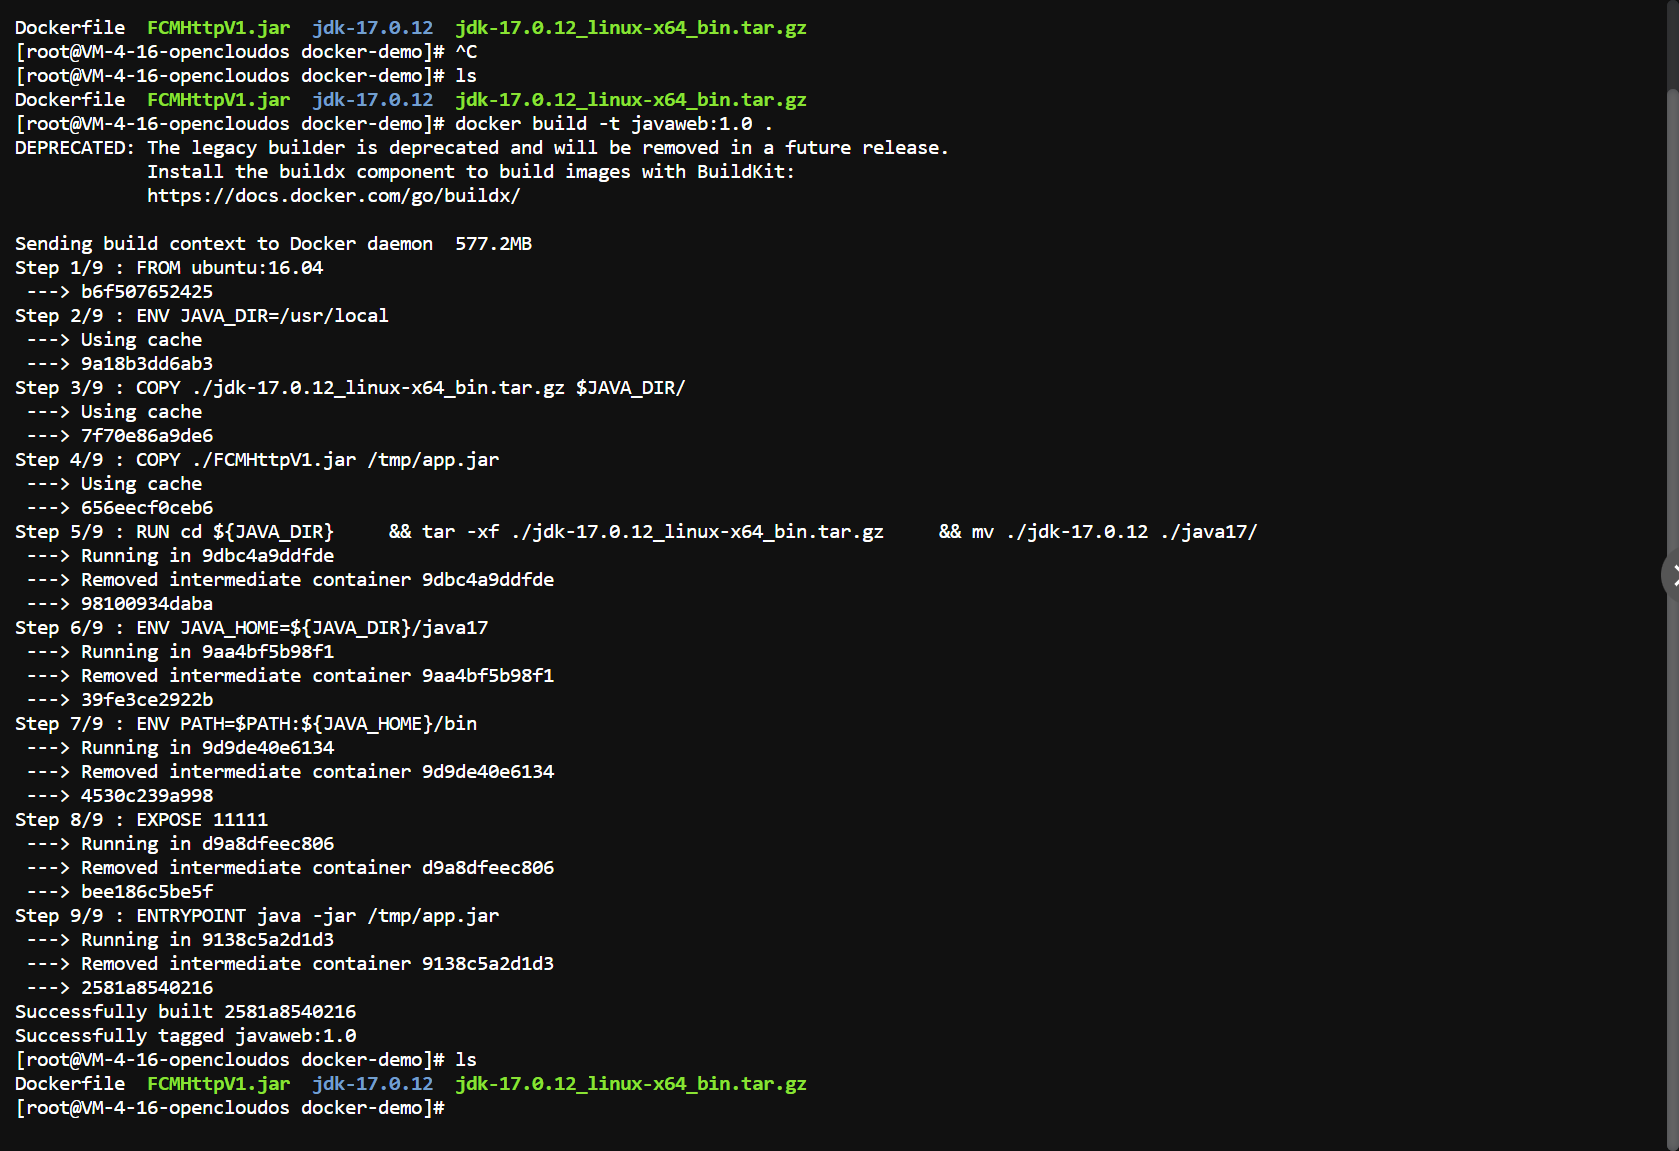 Dockerfile  FCMHttpV1.jar  jdk-17.0.12  jdk-17.0.12_linux-x64_bin.tar.gz
[root@VM-4-16-opencloudos docker-demo]# ^C
[root@VM-4-16-opencloudos docker-demo]# ls
Dockerfile  FCMHttpV1.jar  jdk-17.0.12  jdk-17.0.12_linux-x64_bin.tar.gz
[root@VM-4-16-opencloudos docker-demo]# docker build -t javaweb:1.0 .
DEPRECATED: The legacy builder is deprecated and will be removed in a future release.
            Install the buildx component to build images with BuildKit:
            https://docs.docker.com/go/buildx/

Sending build context to Docker daemon  577.2MB
Step 1/9 : FROM ubuntu:16.04
 ---> b6f507652425
Step 2/9 : ENV JAVA_DIR=/usr/local
 ---> Using cache
 ---> 9a18b3dd6ab3
Step 3/9 : COPY ./jdk-17.0.12_linux-x64_bin.tar.gz $JAVA_DIR/
 ---> Using cache
 ---> 7f70e86a9de6
Step 4/9 : COPY ./FCMHttpV1.jar /tmp/app.jar
 ---> Using cache
 ---> 656eecf0ceb6
Step 5/9 : RUN cd ${JAVA_DIR}     && tar -xf ./jdk-17.0.12_linux-x64_bin.tar.gz     && mv ./jdk-17.0.12 ./java17/
 ---> Running in 9dbc4a9ddfde
 ---> Removed intermediate container 9dbc4a9ddfde
 ---> 98100934daba
Step 6/9 : ENV JAVA_HOME=${JAVA_DIR}/java17
 ---> Running in 9aa4bf5b98f1
 ---> Removed intermediate container 9aa4bf5b98f1
 ---> 39fe3ce2922b
Step 7/9 : ENV PATH=$PATH:${JAVA_HOME}/bin
 ---> Running in 9d9de40e6134
 ---> Removed intermediate container 9d9de40e6134
 ---> 4530c239a998
Step 8/9 : EXPOSE 11111
 ---> Running in d9a8dfeec806
 ---> Removed intermediate container d9a8dfeec806
 ---> bee186c5be5f
Step 9/9 : ENTRYPOINT java -jar /tmp/app.jar
 ---> Running in 9138c5a2d1d3
 ---> Removed intermediate container 9138c5a2d1d3
 ---> 2581a8540216
Successfully built 2581a8540216
Successfully tagged javaweb:1.0
[root@VM-4-16-opencloudos docker-demo]# ls
Dockerfile  FCMHttpV1.jar  jdk-17.0.12  jdk-17.0.12_linux-x64_bin.tar.gz
[root@VM-4-16-opencloudos docker-demo]#